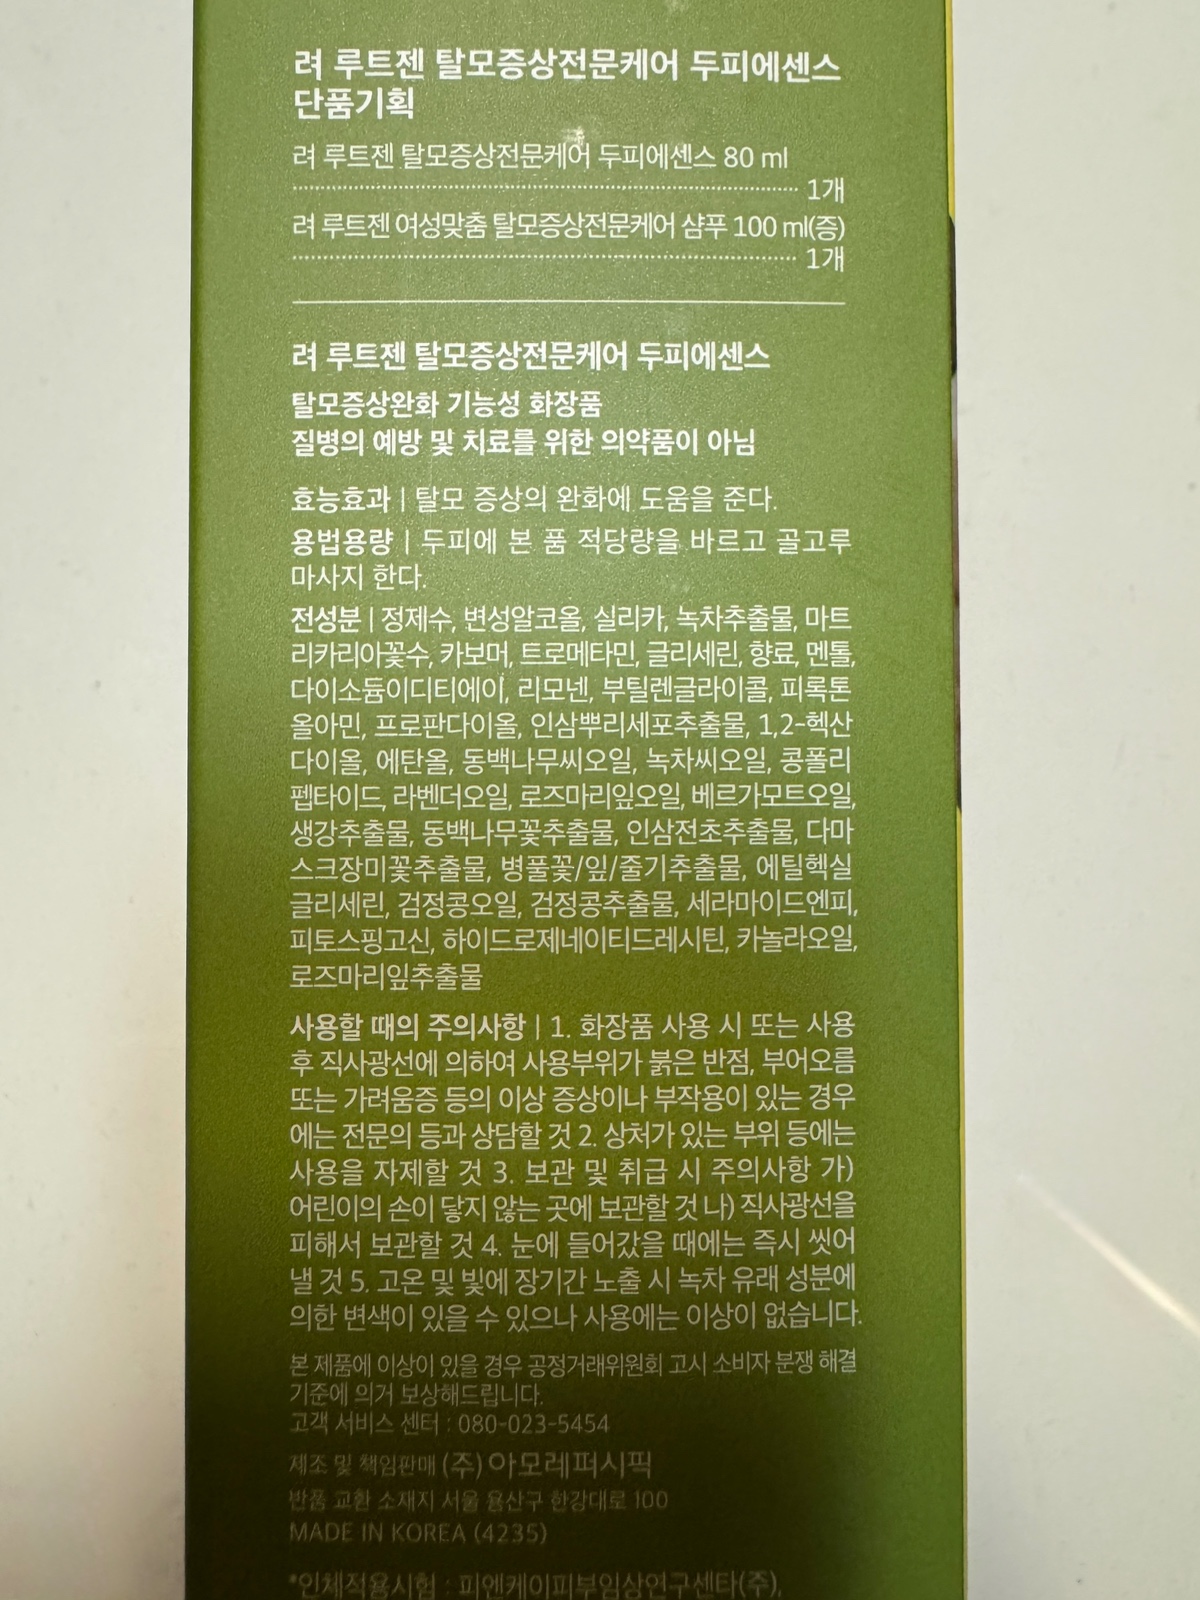 려 루트젠 탈모증상전문케어 두피에센스
단품기획
려 루트젠 탈모증상전문케어 두피에센스 80 ml
1개
려 루트젠 여성맞춤 탈모증상전문케어 샴푸 100 ml(증)
1개
려 루트젠 탈모증상전문케어 두피에센스
탈모증상완화 기능성 화장품
질병의 예방 및 치료를 위한 의약품이 아님
효능효과 | 탈모 증상의 완화에 도움을 준다.
용법용량 | 두피에 본 품 적당량을 바르고 골고루
마사지 한다.
전성분 | 정제수, 변성알코올, 실리카, 녹차추출물, 마트
리카리아꽃수, 카보머, 트로메타민, 글리세린, 향료, 멘톨,
다이소듐이디티에이, 리모넨, 부틸렌글라이콜, 피록톤
올아민, 프로판다이올, 인삼뿌리세포추출물, 1,2-헥산
다이올, 에탄올, 동백나무씨오일, 녹차씨오일, 콩폴리
펩타이드, 라벤더오일, 로즈마리잎오일, 베르가모트오일,
생강추출물, 동백나무꽃추출물, 인삼전초추출물, 다마
스크장미꽃추출물, 병풀꽃/잎/줄기추출물, 에틸헥실
글리세린, 검정콩오일, 검정콩추출물, 세라마이드엔피,
피토스핑고신, 하이드로제네이티드레시틴, 카놀라오일,
로즈마리잎추출물
사용할 때의 주의사항 | 1. 화장품 사용 시 또는 사용
후 직사광선에 의하여 사용부위가 붉은 반점, 부어오름
또는 가려움증 등의 이상 증상이나 부작용이 있는 경우
에는 전문의 등과 상담할 것 2. 상처가 있는 부위 등에는
사용을 자제할 것 3. 보관 및 취급 시 주의사항 가)
어린이의 손이 닿지 않는 곳에 보관할 것 나) 직사광선을
피해서 보관할 것 4. 눈에 들어갔을 때에는 즉시 씻어
낼 것 5. 고온 및 빛에 장기간 노출 시 녹차 유래 성분에
의한 변색이 있을 수 있으나 사용에는 이상이 없습니다.
본 제품에 이상이 있을 경우 공정거래위원회 고시 소비자 분쟁 해결
기준에 의거 보상해드립니다.
고객 서비스 센터 : 080-023-5454
제조 및 책임판매 (주)아모레퍼시픽
반품 교환 소재지 서울 용산구 한강대로 100
MADE IN KOREA (4235)
*인체적용시험 : 피엔케이피부임상연구센타(주),